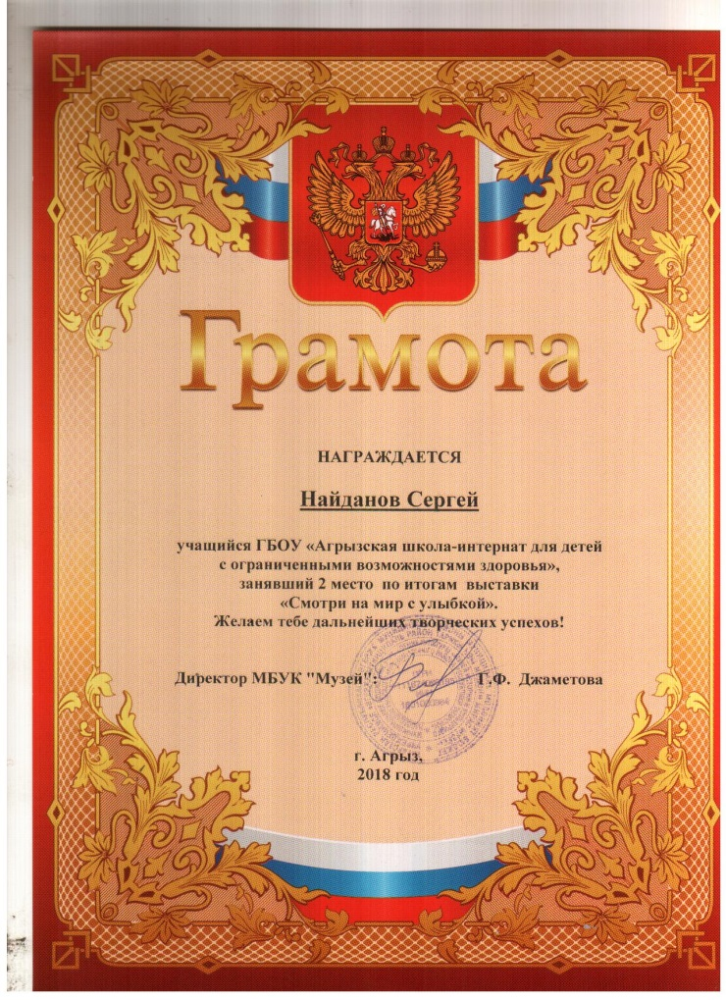 Грамота
НАГРАЖДАЕТСЯ
Найданов Сергей
учащийся ГБОУ «Агрызская школа-интернат для детей
с ограниченными возможностями здоровья»,
занявший 2 место по итогам выставки
«Смотри на мир с улыбкой».
Желаем тебе дальнейших творческих успехов!
Директор МБУК "Музей": Г.Ф. Джаметова
г. Агрыз,
2018 год